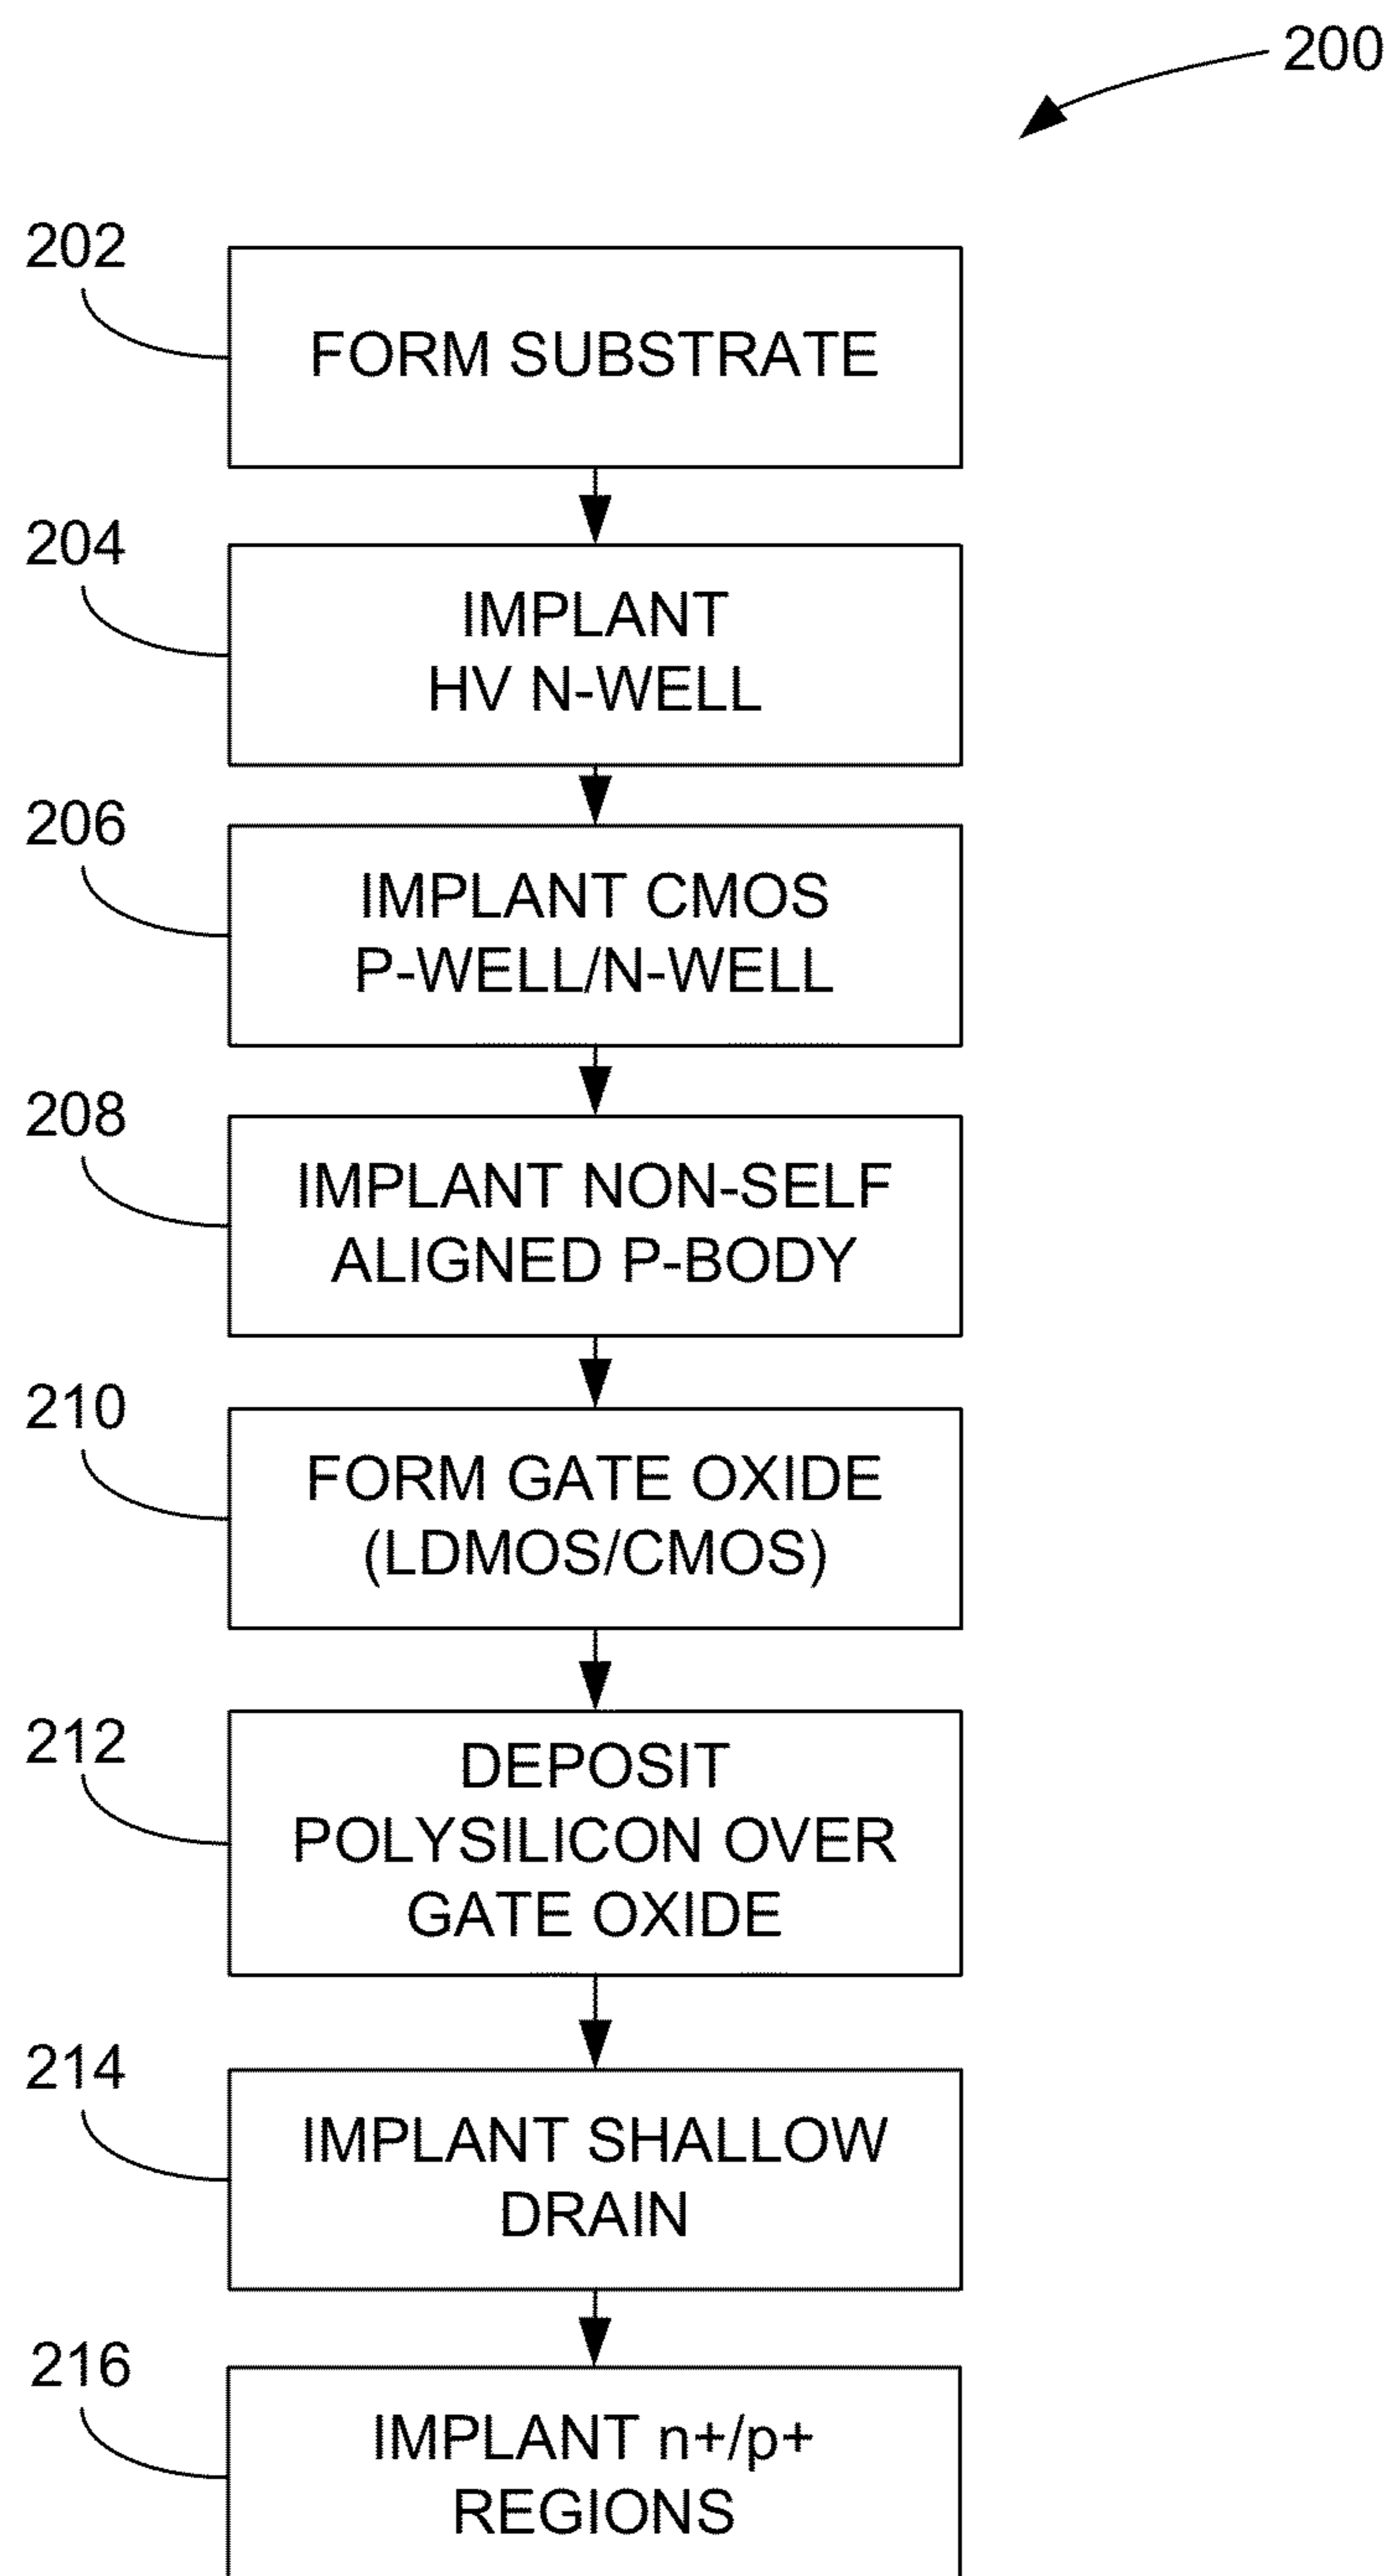 200
202
FORM SUBSTRATE
204
IMPLANT
HV N-WELL
206
IMPLANT CMOS
P-WELL/N-WELL
208
IMPLANT NON-SELF
ALIGNED P-BODY
210
FORM GATE OXIDE
(LDMOS/CMOS)
212
DEPOSIT
POLYSILICON OVER
GATE OXIDE
214
IMPLANT SHALLOW
DRAIN
216
IMPLANT n+/p+
REGIONS